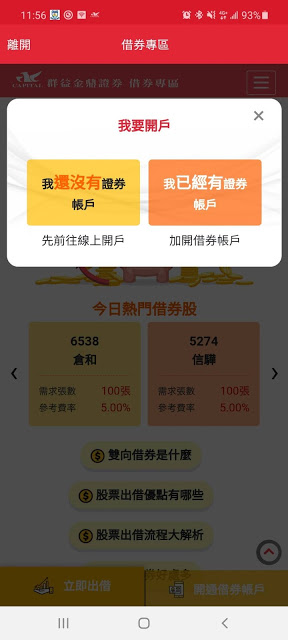 11:56
93%
離開
借券專區
CAPITAL 群益金鼎證券 借券專區
我要開戶
我還沒有證券
帳戶
我已經有證券
帳戶
先前往線上開戶
加開借券帳戶
今日熱門借券股
6538
倉和
需求張數 100張
參考費率 5.00%
5274
信驊
需求張數 100張
參考費率 5.00%
雙向借券是什麼
股票出借優點有哪些
股票出借流程大解析
券好處多
立即出借
開通借券帳戶